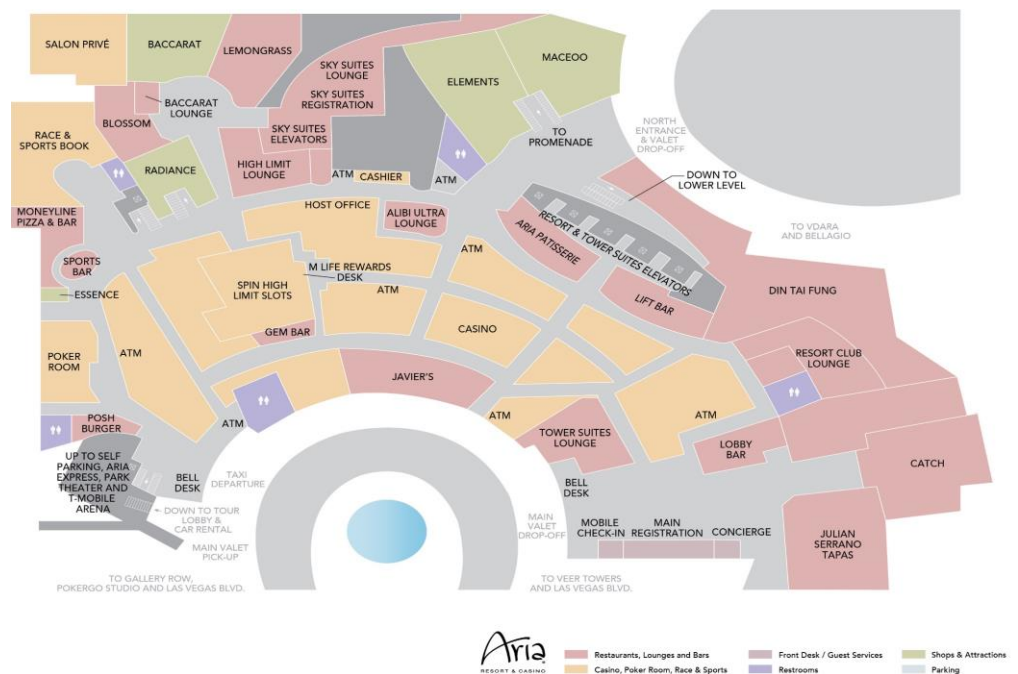 SALON PRIVÉ
BACCARAT
LEMONGRASS
SKY SUITES
LOUNGE
SKY SUITES
REGISTRATION
SKY SUITES
ELEVATORS
ELEMENTS
MACEOO
BACCARAT
LOUNGE
BLOSSOM
RACE &
SPORTS BOOK
RADIANCE
HIGH LIMIT
LOUNGE
ATM
CASHIER
ATM
TO
PROMENADE
NORTH
ENTRANCE
& VALET
DROP-OFF
DOWN TO
LOWER LEVEL
MONEYLINE
PIZZA & BAR
HOST OFFICE
ALIBI ULTRA
LOUNGE
ARIA PATISSERIE
RESORT & TOWER SUITES ELEVATORS
TO VDARA
AND BELLAGIO
SPORTS
BAR
ATM
M LIFE REWARDS
DESK
SPIN HIGH
LIMIT SLOTS
ATM
ESSENCE
LIFT BAR
DIN TAI FUNG
GEM BAR
CASINO
POKER
ROOM
ATM
RESORT CLUB
LOUNGE
JAVIER'S
POSH
BURGER
ATM
ATM
ATM
TOWER SUITES
LOUNGE
LOBBY
BAR
CATCH
UP TO SELF
PARKING, ARIA
EXPRESS, PARK
THEATER AND
T-MOBILE
ARENA
BELL
DESK
TAXI
DEPARTURE
BELL
DESK
DOWN TO TOUR
LOBBY &
CAR RENTAL
MAIN VALET
PICK-UP
MAIN
VALET
DROP-OFF
MOBILE
CHECK-IN
MAIN
REGISTRATION
CONCIERGE
JULIAN
SERRANO
TAPAS
TO GALLERY ROW,
POKERGO STUDIO AND LAS VEGAS BLVD.
TO VEER TOWERS
AND LAS VEGAS BLVD.
Aria
RESORT & CASINO
Restaurants, Lounges and Bars
Front Desk / Guest Services
Shops & Attractions
Casino, Poker Room, Race & Sports
Restrooms
Parking